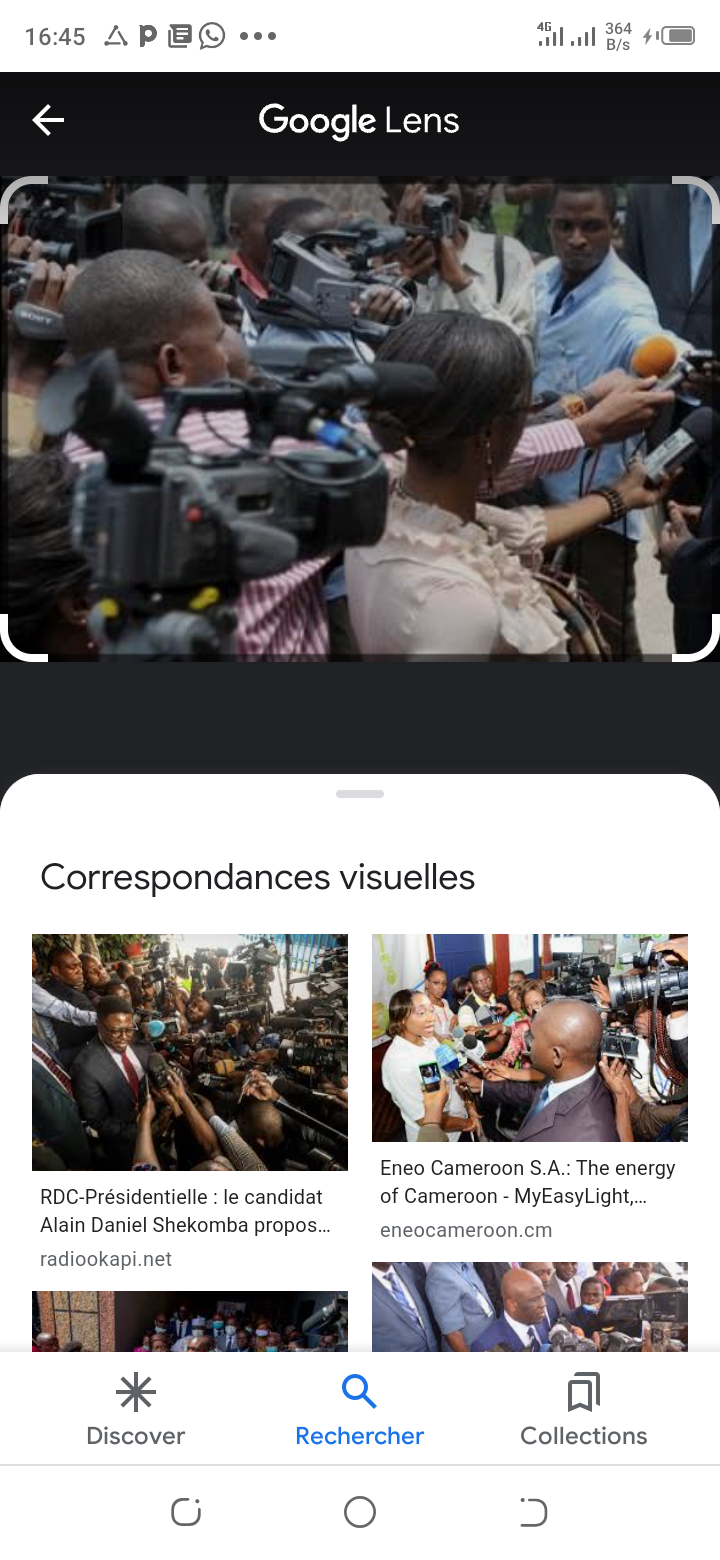 16:45
4G
364
B/s
Google Lens
SONY
Correspondances visuelles
RDC-Présidentielle : le candidat
Alain Daniel Shekomba propos...
radiookapi.net
Eneo Cameroon S.A.: The energy
of Cameroon - MyEasyLight,...
eneocameroon.cm
Discover
Rechercher
Collections